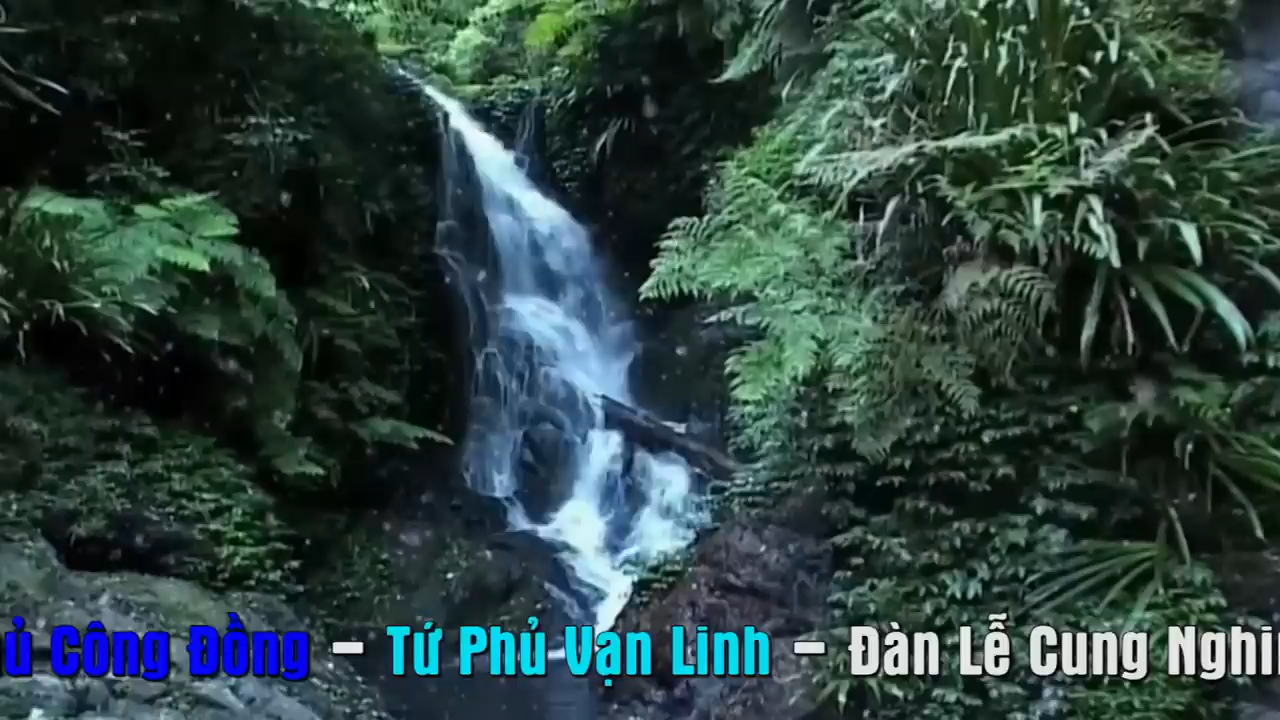 Công Đồng – Tứ Phủ Vạn Linh – Đàn Lễ Cung